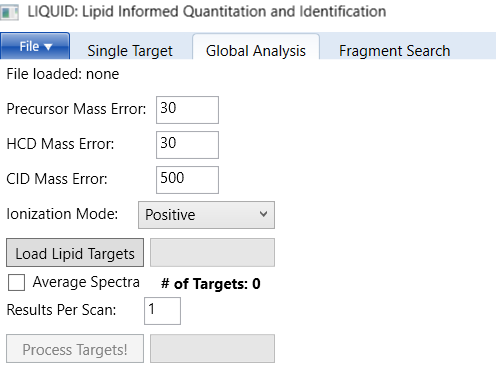 LIQUID: Lipid Informed Quantitation and Identification
File Single Target Global Analysis Fragment Search
File loaded: none
Precursor Mass Error: 30
HCD Mass Error: 30
CID Mass Error: 500
Ionization Mode: Positive
Load Lipid Targets
Average Spectra # of Targets: 0
Results Per Scan: 1
Process Targets!